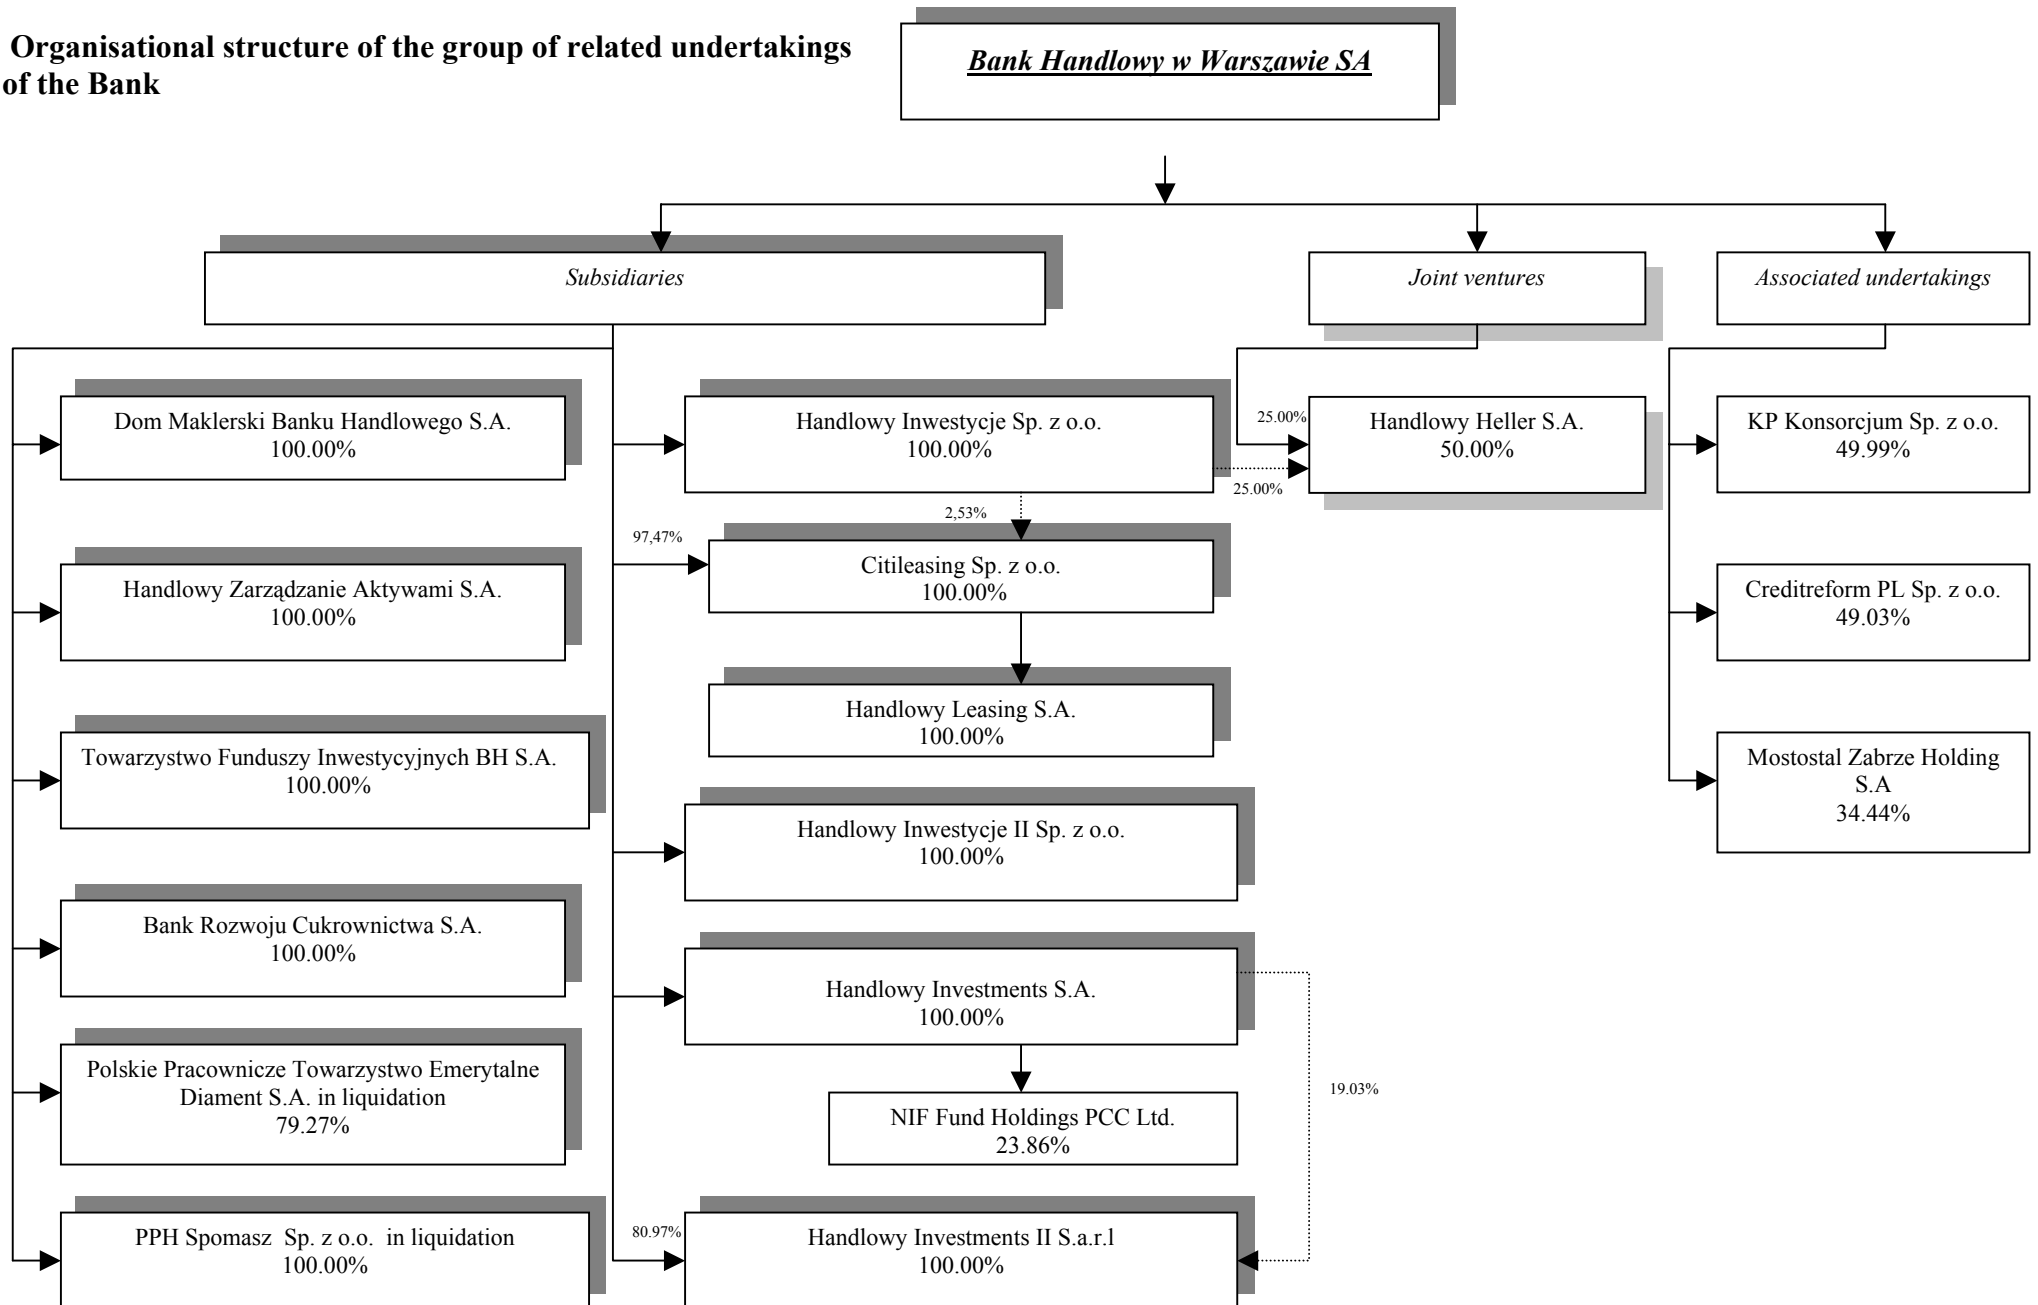 Organisational structure of the group of related undertakings
of the Bank
Bank Handlowy w Warszawie SA
Subsidiaries
Joint ventures
Associated undertakings
Dom Maklerski Banku Handlowego S.A.
100.00%
Handlowy Inwestycje Sp. z o.o.
100.00%
25.00%
25.00%
Handlowy Heller S.A.
50.00%
KP Konsorcjum Sp. z o.o.
49.99%
2,53%
97,47%
Handlowy Zarządzanie Aktywami S.A.
100.00%
Citileasing Sp. z o.o.
100.00%
Creditreform PL Sp. z o.o.
49.03%
Handlowy Leasing S.A.
100.00%
Towarzystwo Funduszy Inwestycyjnych BH S.A.
100.00%
Mostostal Zabrze Holding
S.A
34.44%
Handlowy Inwestycje II Sp. z o.o.
100.00%
Bank Rozwoju Cukrownictwa S.A.
100.00%
Handlowy Investments S.A.
100.00%
Polskie Pracownicze Towarzystwo Emerytalne
Diament S.A. in liquidation
79.27%
NIF Fund Holdings PCC Ltd.
23.86%
19.03%
PPH Spomasz Sp. z o.o. in liquidation
100.00%
80.97%
Handlowy Investments II S.a.r.l
100.00%